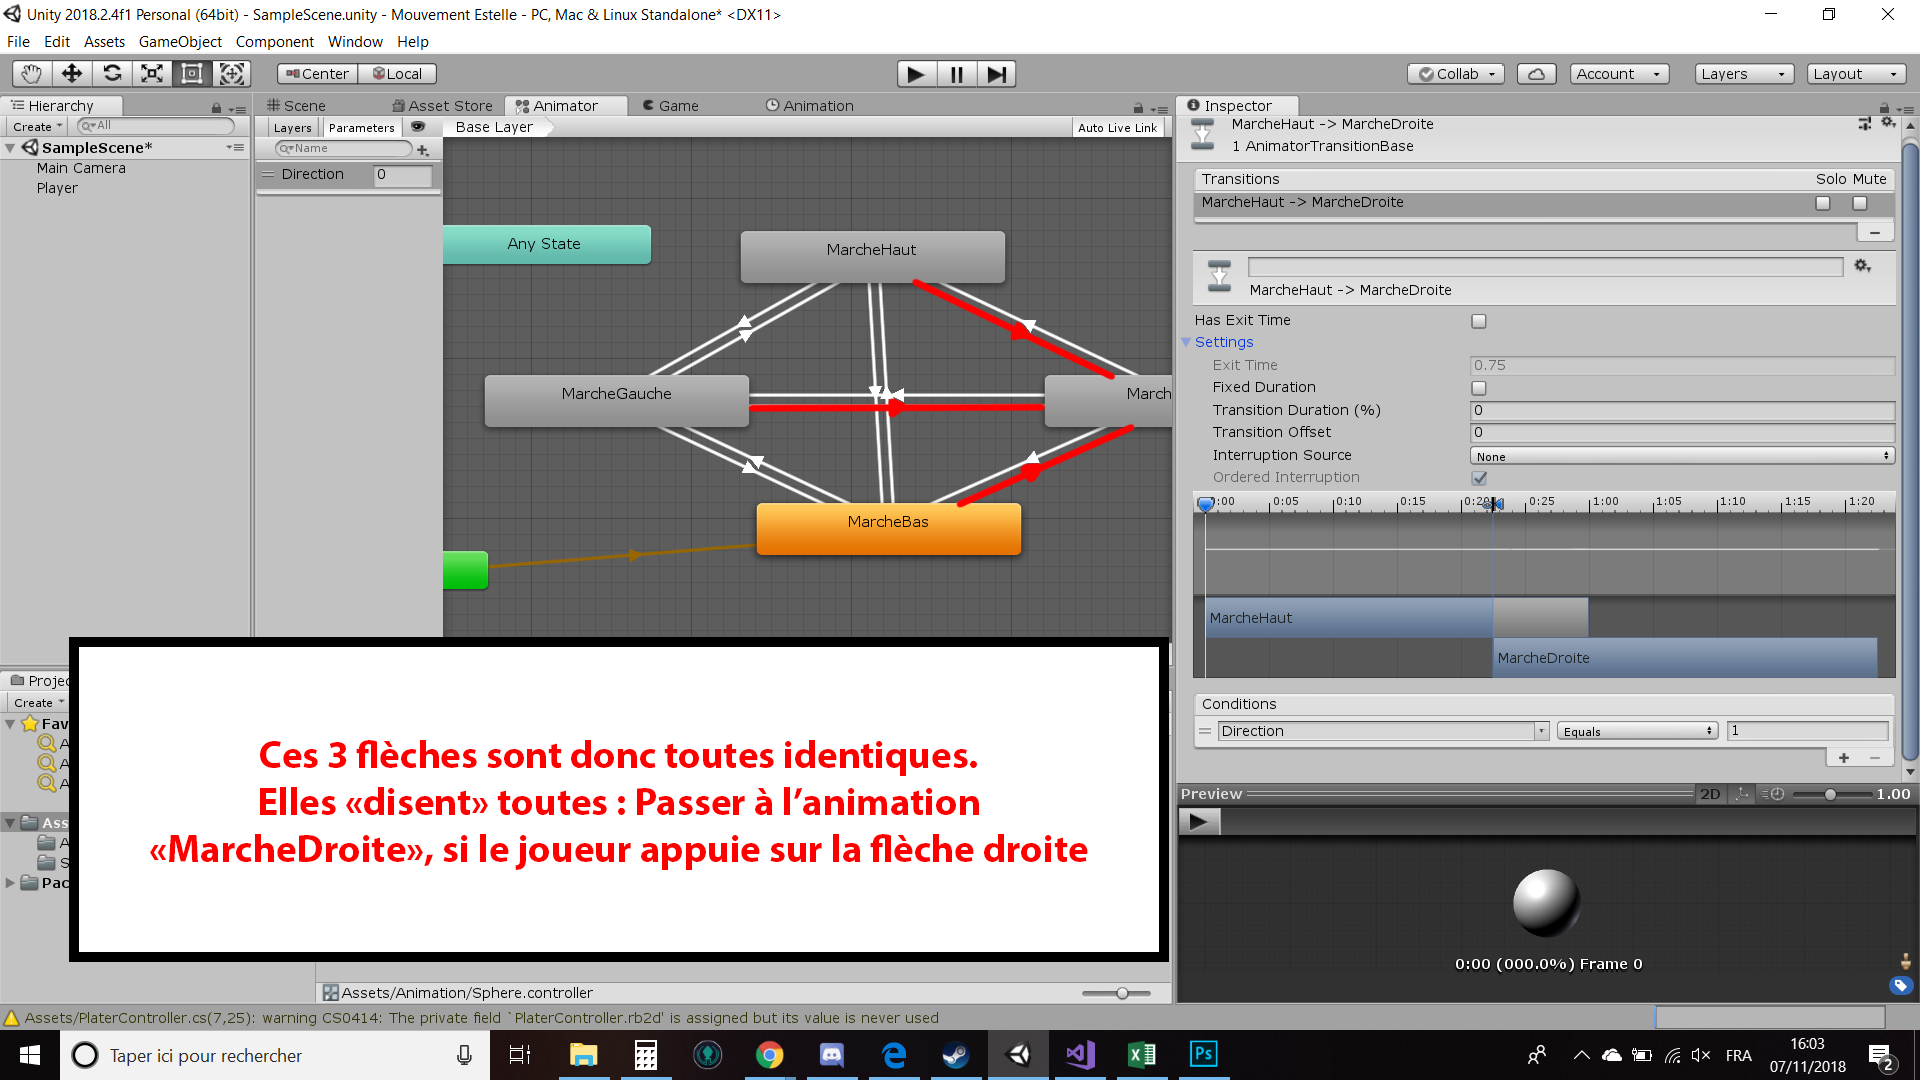 Unity 2018.2.4f1 Personal (64bit) - SampleScene.unity - Mouvement Estelle - PC, Mac & Linux Standalone* <DX11>
File Edit Assets GameObject Component Window Help
Center Local Collab Account Layers Layout
Hierarchy Scene Asset Store Animator Game Animation Inspector
Create All Layers Parameters Base Layer Auto Live Link
SampleScene*
Main Camera
Player
Name
Direction 0
Any State
MarcheHaut
MarcheGauche
March
MarcheBas
MarcheHaut -> MarcheDroite
1 AnimatorTransitionBase
Transitions Solo Mute
MarcheHaut -> MarcheDroite
MarcheHaut -> MarcheDroite
Has Exit Time
Settings
Exit Time 0.75
Fixed Duration
Transition Duration (%) 0
Transition Offset 0
Interruption Source None
Ordered Interruption
:00 0:05 0:10 0:15 0:20 0:25 1:00 1:05 1:10 1:15 1:20
MarcheHaut
MarcheDroite
Conditions
Direction Equals 1
Preview 2D 1.00
0:00 (000.0%) Frame 0
Projec
Create
Fav
A
A
A
Ass
A
S
Pac
Ces 3 flèches sont donc toutes identiques.
Elles «disent» toutes : Passer à l’animation
«MarcheDroite», si le joueur appuie sur la flèche droite
Assets/Animation/Sphere.controller
Assets/PlaterController.cs(7,25): warning CS0414: The private field `PlaterController.rb2d' is assigned but its value is never used
Taper ici pour rechercher
Ps
FRA
16:03
07/11/2018
2